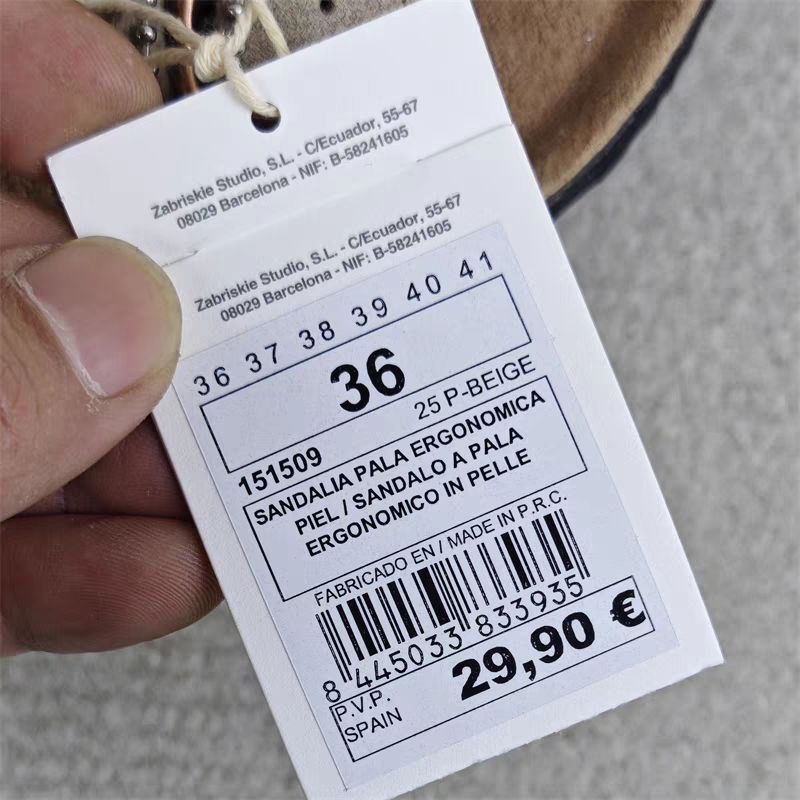 Zabriskie Studio, S.L. - C/Ecuador, 55-67
08029 Barcelona - NIF: B-58241605
Zabriskie Studio, S.L. - C/Ecuador, 55-67
08029 Barcelona - NIF: B-58241605
36 37 38 39 40 41
36
25 P-BEIGE
151509
SANDALIA PALA ERGONOMICA
PIEL / SANDALO A PALA
ERGONOMICO IN PELLE
FABRICADO EN / MADE IN P.R.C.
8 445033 833935
P.V.P.
SPAIN
29,90 €